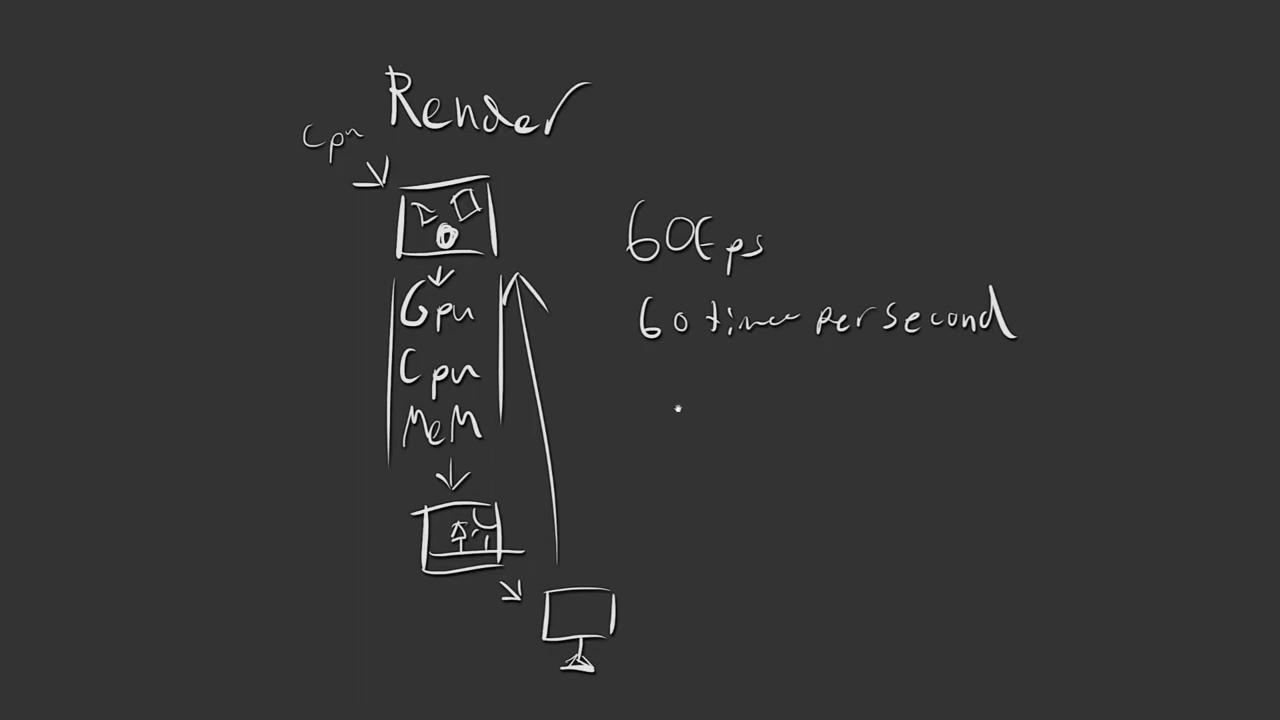 Render
Cpu
60fps
60 times per second
Gpu
Cpu
MeM